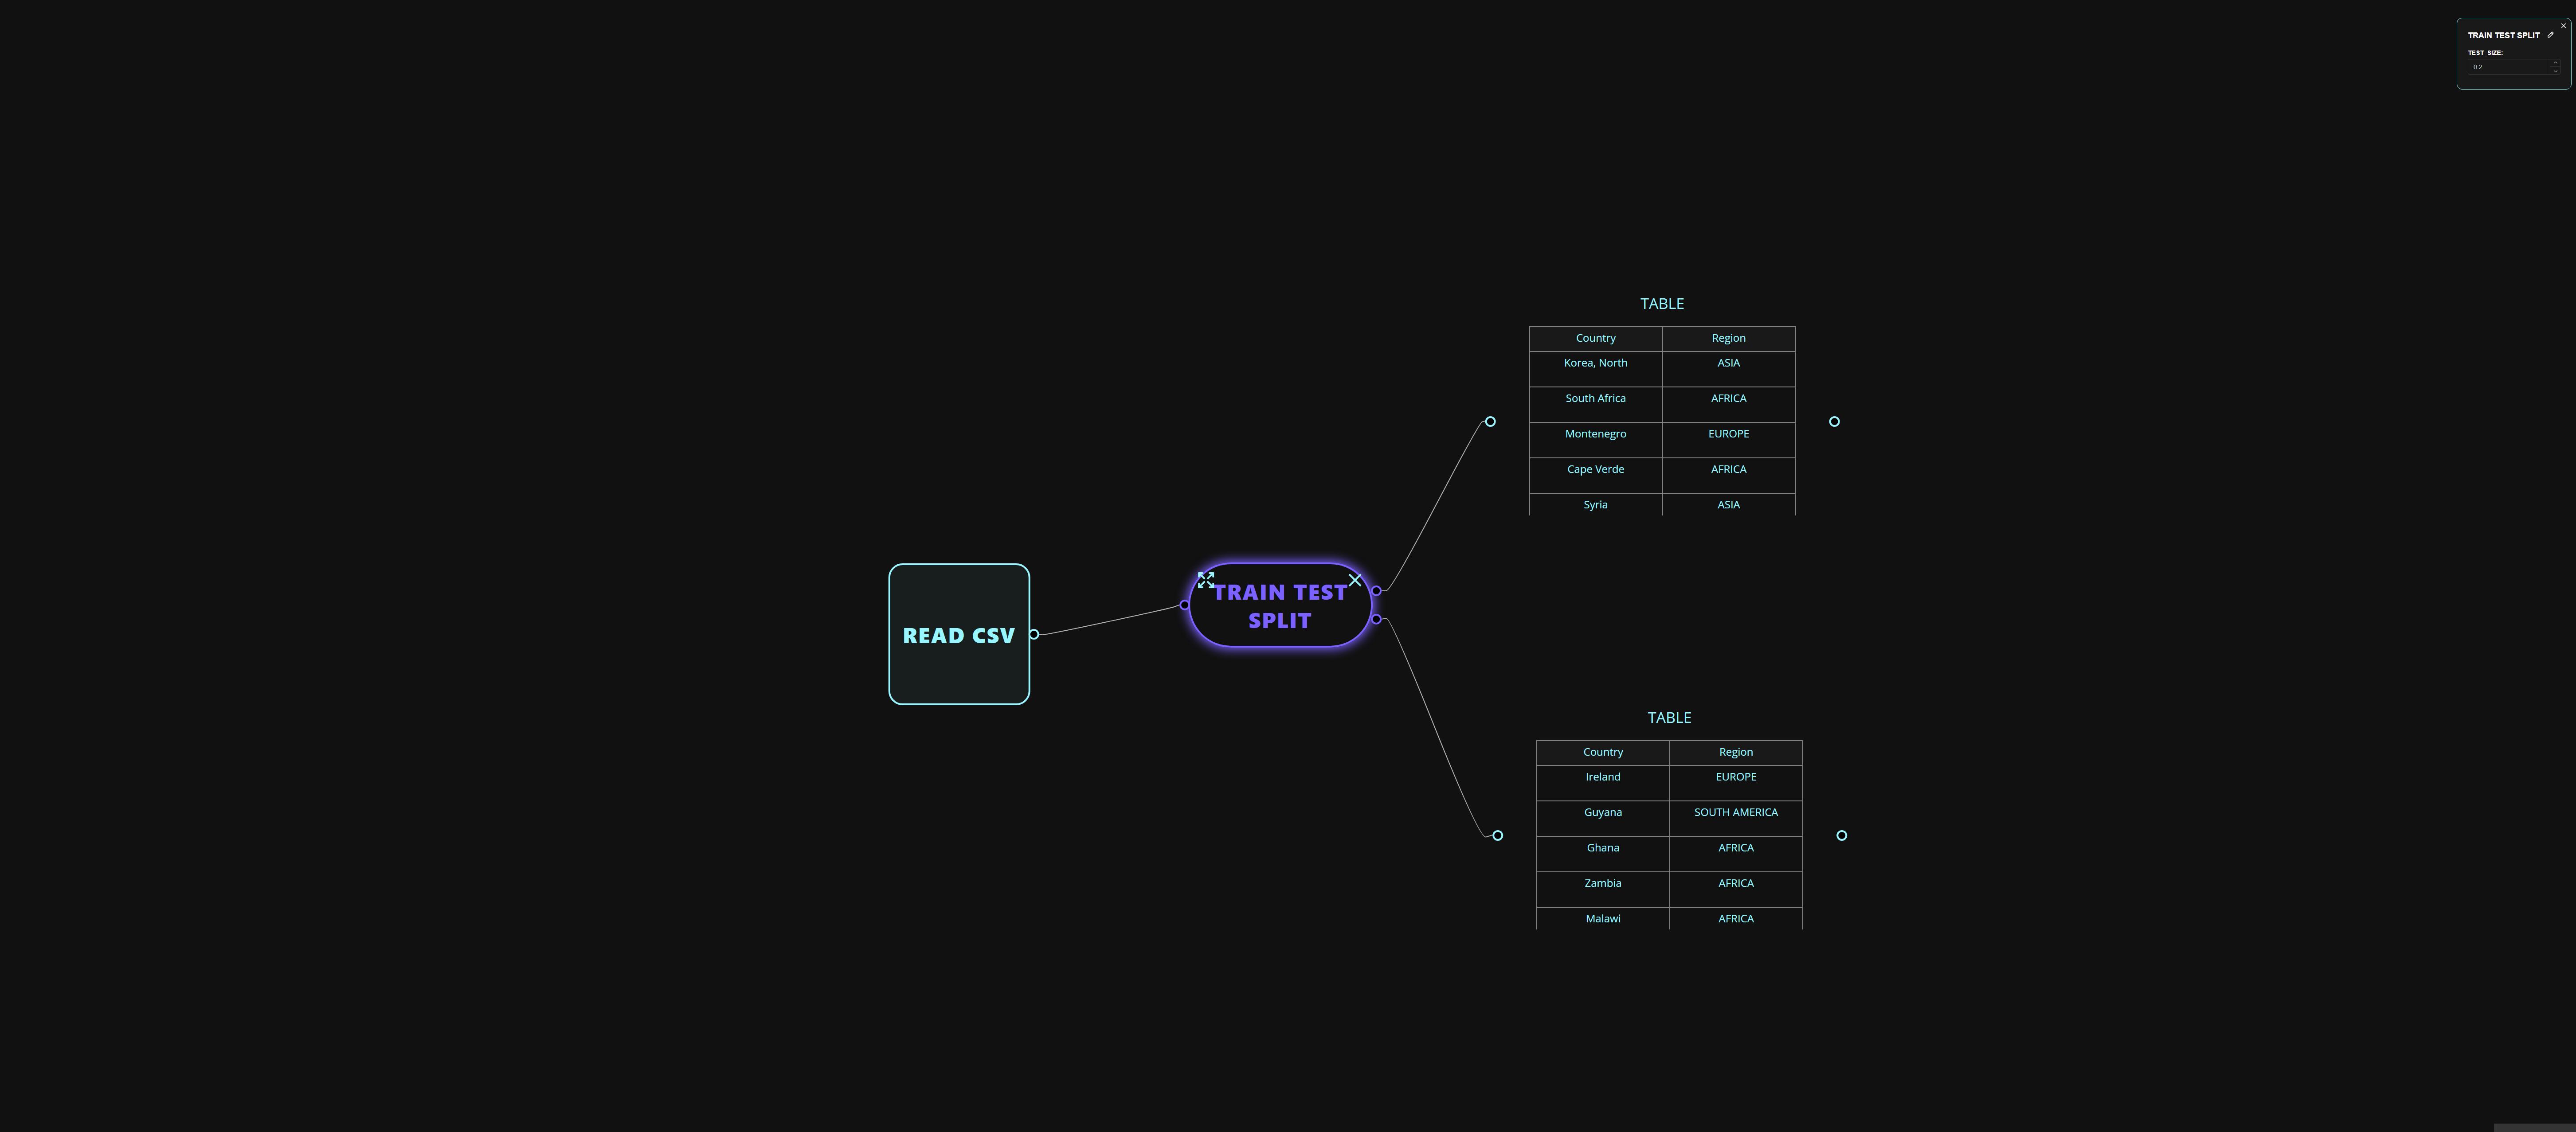 TRAIN TEST SPLIT
TEST_SIZE:
0.2
TABLE
Country Region
Korea, North ASIA
South Africa AFRICA
Montenegro EUROPE
Cape Verde AFRICA
Syria ASIA
READ CSV
TRAIN TEST
SPLIT
TABLE
Country Region
Ireland EUROPE
Guyana SOUTH AMERICA
Ghana AFRICA
Zambia AFRICA
Malawi AFRICA